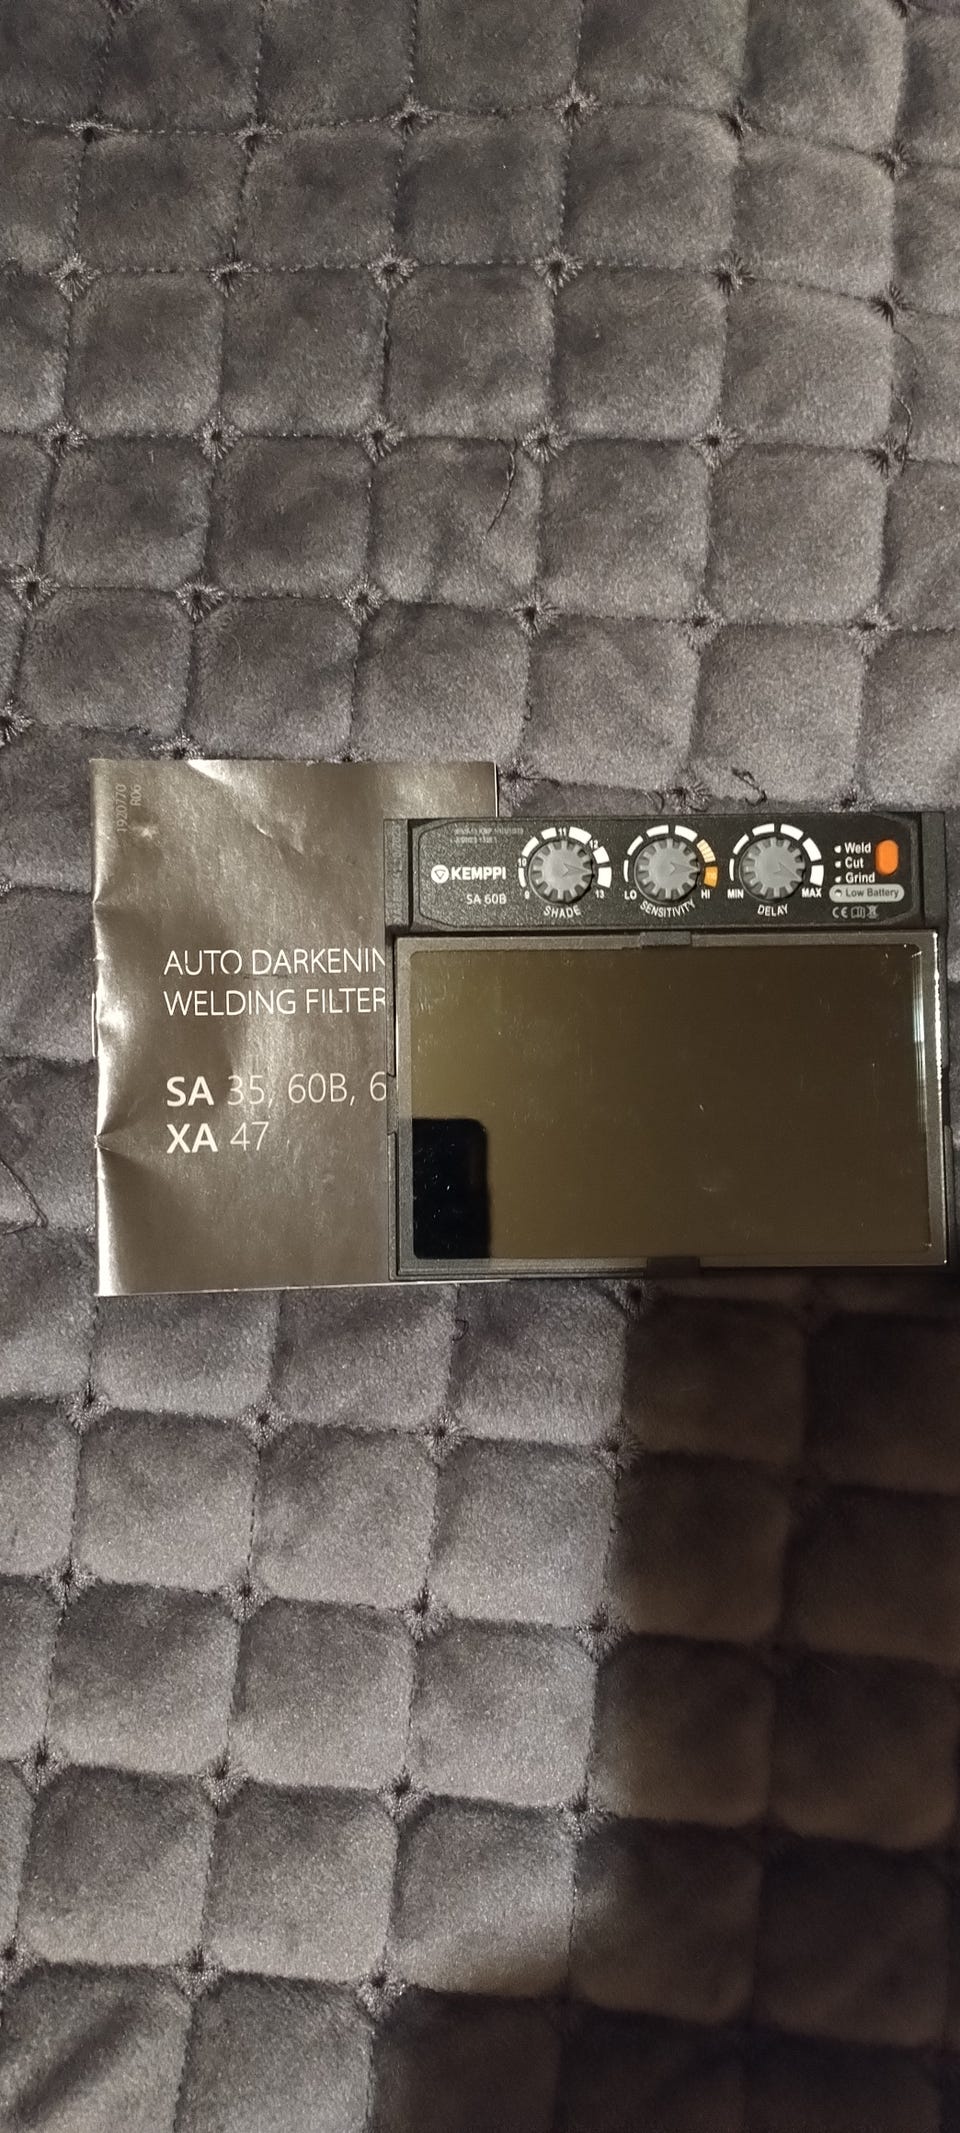 1920770
R06
AUTO DARKENIN
WELDING FILTER
SA 35, 60B, 6
XA 47
KEMPPI
SA 60B
9 10 11 12 13
SHADE
LO HI
SENSITIVITY
MIN MAX
DELAY
Weld
Cut
Grind
Low Battery
CE